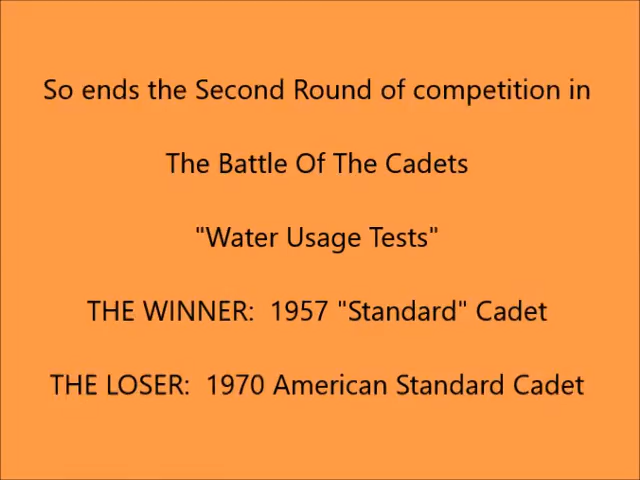 So ends the Second Round of competition in
The Battle Of The Cadets
"Water Usage Tests"
THE WINNER:  1957 "Standard" Cadet
THE LOSER:  1970 American Standard Cadet